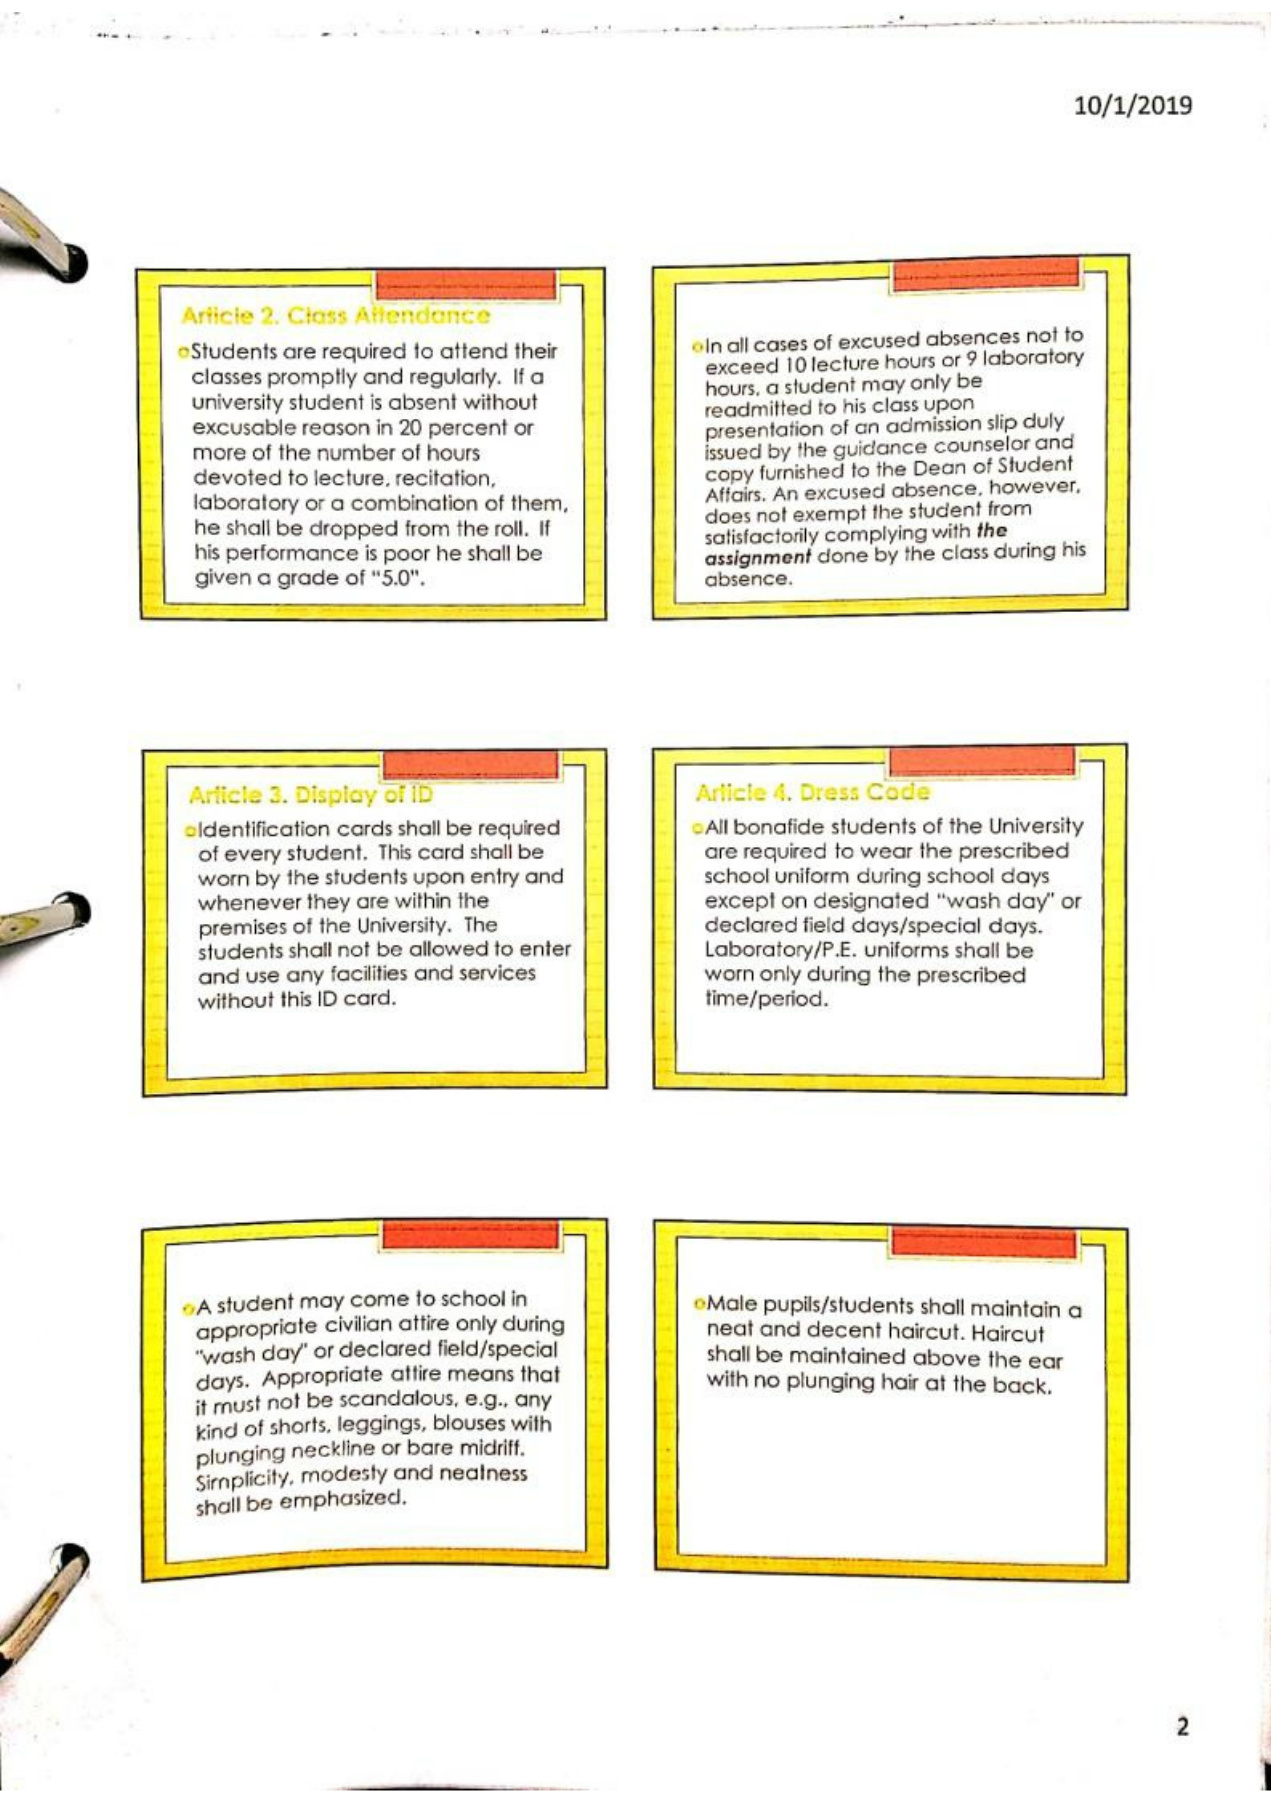 10/1/2019
Article 2. Class Attendance
Students are required to attend their
classes promptly and regularly. If a
university student is absent without
excusable reason in 20 percent or
more of the number of hours
devoted to lecture, recitation,
laboratory or a combination of them,
he shall be dropped from the roll. If
his performance is poor he shall be
given a grade of "5.0".
In all cases of excused absences not to
exceed 10 lecture hours or 9 laboratory
hours, a student may only be
readmitted to his class upon
presentation of an admission slip duly
issued by the guidance counselor and
copy furnished to the Dean of Student
Affairs. An excused absence, however,
does not exempt the student from
satisfactorily complying with the
assignment done by the class during his
absence.
Article 3. Display of ID
Identification cards shall be required
of every student. This card shall be
worn by the students upon entry and
whenever they are within the
premises of the University. The
students shall not be allowed to enter
and use any facilities and services
without this ID card.
Article 4. Dress Code
All bonafide students of the University
are required to wear the prescribed
school uniform during school days
except on designated "wash day" or
declared field days/special days.
Laboratory/P.E. uniforms shall be
worn only during the prescribed
time/period.
A student may come to school in
appropriate civilian attire only during
"wash day" or declared field/special
days. Appropriate attire means that
it must not be scandalous, e.g., any
kind of shorts, leggings, blouses with
plunging neckline or bare midriff.
Simplicity, modesty and neatness
shall be emphasized.
Male pupils/students shall maintain a
neat and decent haircut. Haircut
shall be maintained above the ear
with no plunging hair at the back.
2